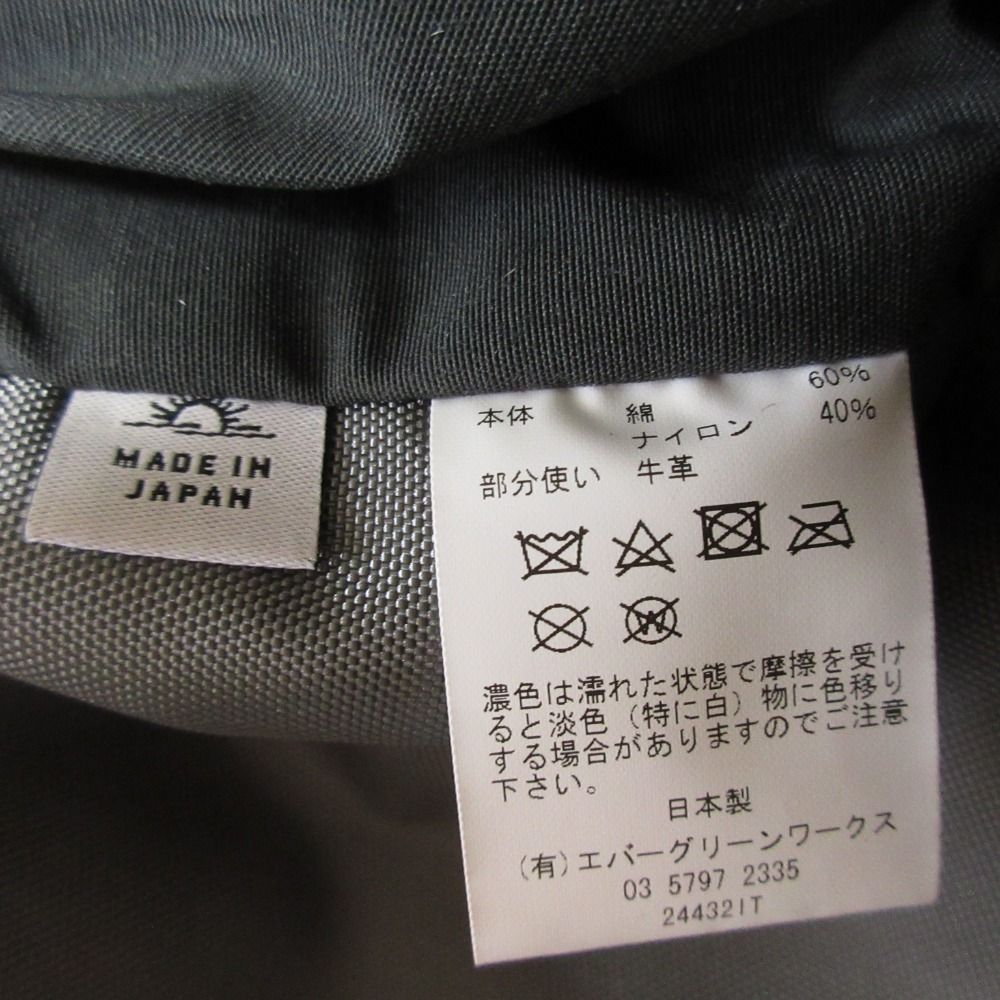 MADE IN
JAPAN
60%
本体 綿 40%
ナイロン
部分使い 牛革
W
濃色は濡れた状態で摩擦を受け
ると淡色（特に白）物に色移り
する場合がありますのでご注意
下さい。
日本製
(有)エバーグリーンワークス
03 5797 2335
244321T